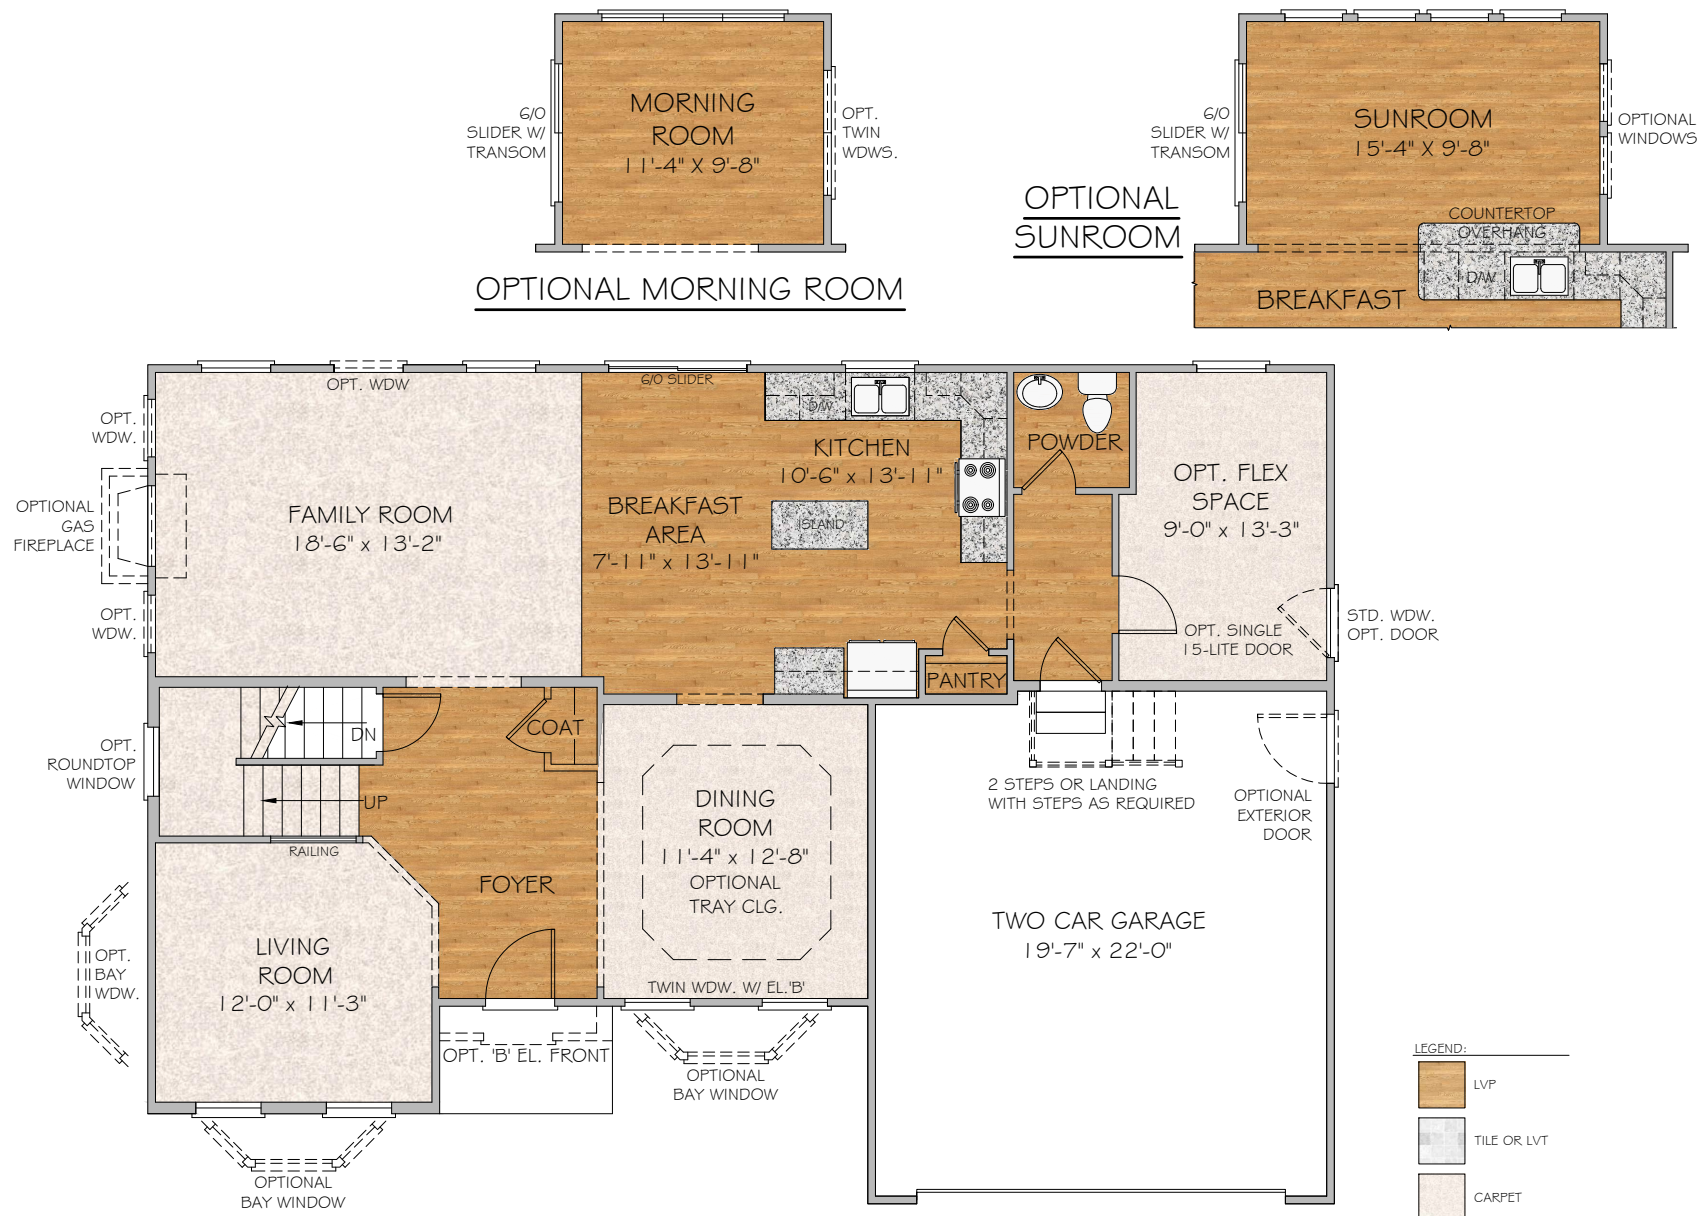 MORNING
ROOM
11'-4" X 9'-8"
6/0
SLIDER W/
TRANSOM
OPT.
TWIN
WDWS.
OPTIONAL MORNING ROOM
SUNROOM
15'-4" X 9'-8"
6/0
SLIDER W/
TRANSOM
OPTIONAL
WINDOWS
OPTIONAL
SUNROOM
COUNTERTOP
OVERHANG
D/W
BREAKFAST
OPT. WDW
6/0 SLIDER
D/W
OPT.
WDW.
OPTIONAL
GAS
FIREPLACE
OPT.
WDW.
FAMILY ROOM
18'-6" x 13'-2"
BREAKFAST
AREA
7'-11" x 13'-11"
KITCHEN
10'-6" x 13'-11"
ISLAND
POWDER
OPT. FLEX
SPACE
9'-0" x 13'-3"
OPT. SINGLE
15-LITE DOOR
STD. WDW.
OPT. DOOR
PANTRY
COAT
DN
UP
OPT.
ROUNDTOP
WINDOW
RAILING
2 STEPS OR LANDING
WITH STEPS AS REQUIRED
OPTIONAL
EXTERIOR
DOOR
DINING
ROOM
11'-4" x 12'-8"
OPTIONAL
TRAY CLG.
FOYER
LIVING
ROOM
12'-0" x 11'-3"
OPT.
BAY
WDW.
TWIN WDW. W/ EL.'B'
TWO CAR GARAGE
19'-7" x 22'-0"
OPT. 'B' EL. FRONT
OPTIONAL
BAY WINDOW
OPTIONAL
BAY WINDOW
LEGEND:
LVP
TILE OR LVT
CARPET